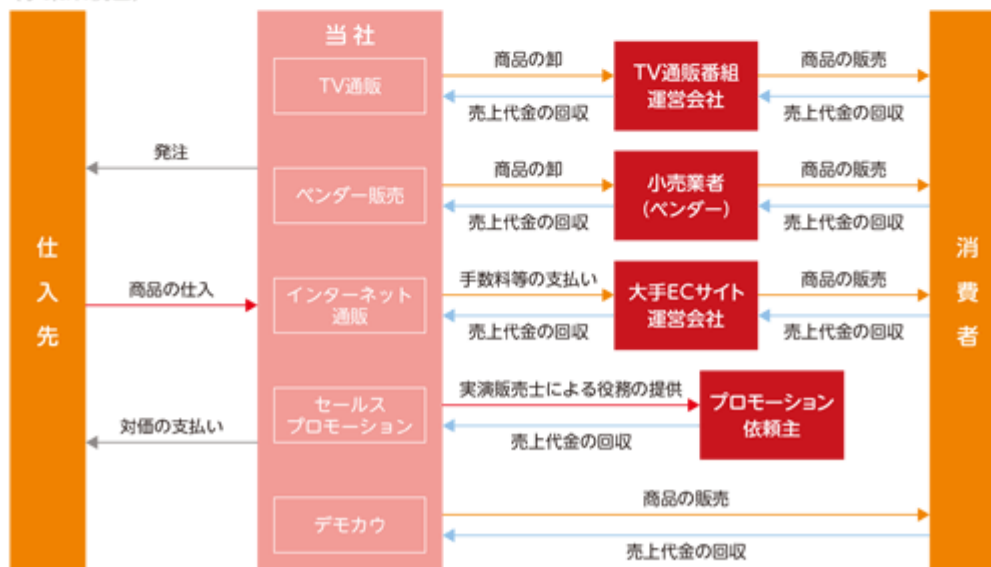 当社
TV通販
商品の卸
売上代金の回収
TV通販番組
運営会社
商品の販売
売上代金の回収
発注
ベンダー販売
商品の卸
売上代金の回収
小売業者
(ベンダー)
商品の販売
売上代金の回収
仕入先
商品の仕入
インターネット
通販
手数料等の支払い
売上代金の回収
大手ECサイト
運営会社
商品の販売
売上代金の回収
消費者
対価の支払い
セールス
プロモーション
実演販売士による役務の提供
売上代金の回収
プロモーション
依頼主
デモカウ
商品の販売
売上代金の回収